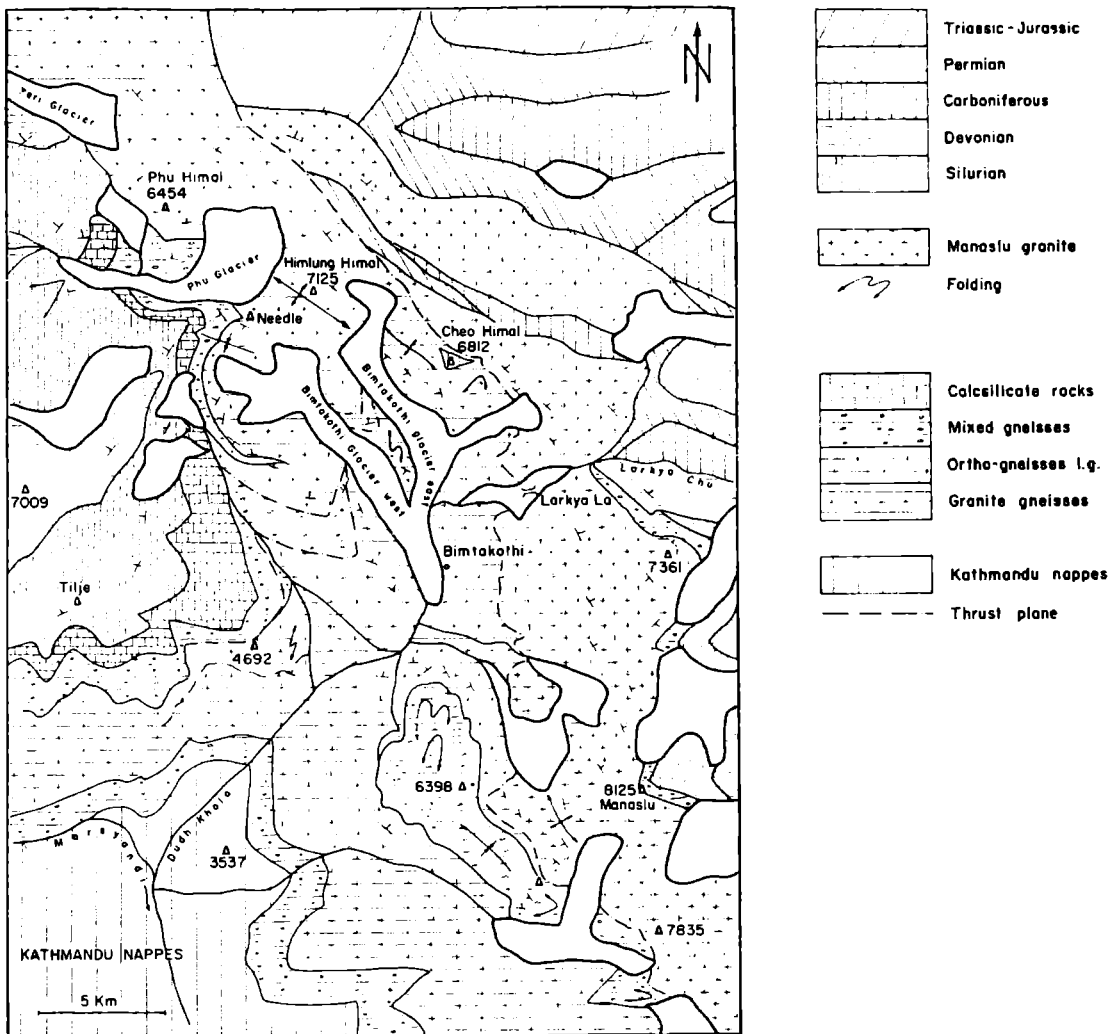 N
Yeri Glacier
Phu Himal
6454
Phu Glacier
Himlung Himal
7125
Needle
Cheo Himal
6812
Bimtakothi glacier east
Bimtakothi Glacier west
Larkya Chu
Larkya La
7009
7361
Bimtakothi
Tilje
4692
6398
8125
Manaslu
Marsyandi
Dudh Khola
3537
7835
KATHMANDU NAPPES
5 Km
Triassic-Jurassic
Permian
Carboniferous
Devonian
Silurian
Manaslu granite
Folding
Calcsilicate rocks
Mixed gneisses
Ortho-gneisses l.g.
Granite gneisses
Kathmandu nappes
Thrust plane